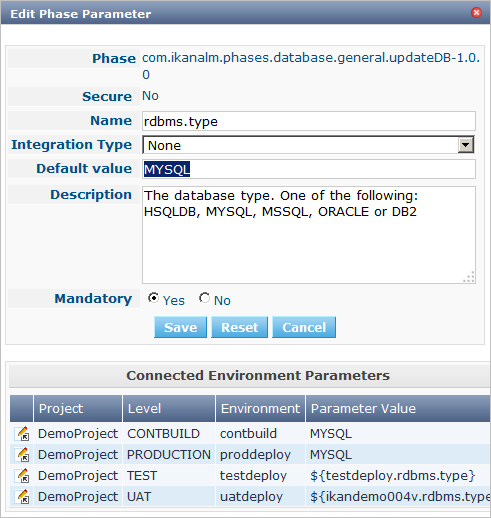 Edit Phase Parameter
Phase com.ikanalm.phases.database.general.updateDB-1.0.
0
Secure No
Name rdbms.type
Integration Type None
Default value MYSQL
Description The database type. One of the following:
HSQLDB, MYSQL, MSSQL, ORACLE or DB2
Mandatory Yes No
Save Reset Cancel
Connected Environment Parameters
Project Level Environment Parameter Value
DemoProject CONTBUILD contbuild MYSQL
DemoProject PRODUCTION proddeploy MYSQL
DemoProject TEST testdeploy ${testdeploy.rdbms.type}
DemoProject UAT uatdeploy ${ikandemo004v.rdbms.type